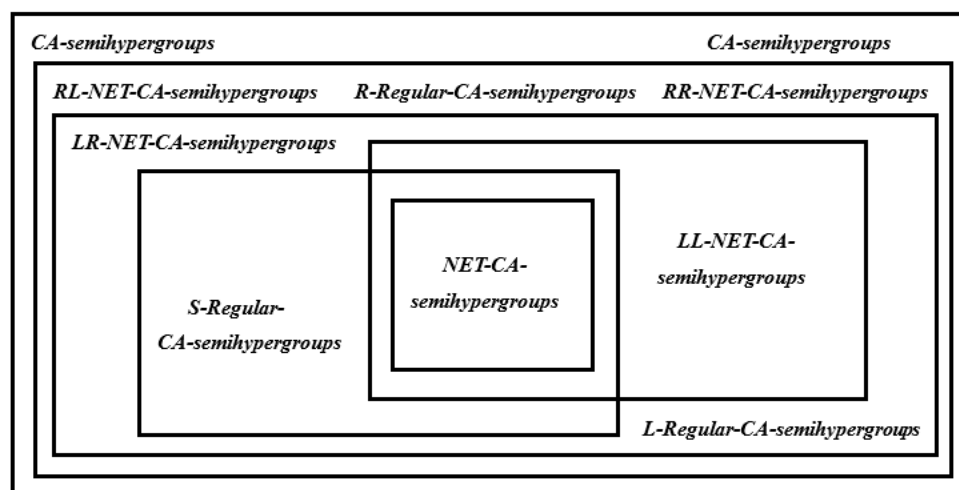 CA-semihypergroups CA-semihypergroups
RL-NET-CA-semihypergroups R-Regular-CA-semihypergroups RR-NET-CA-semihypergroups
LR-NET-CA-semihypergroups
NET-CA-
semihypergroups
LL-NET-CA-
semihypergroups
S-Regular-
CA-semihypergroups
L-Regular-CA-semihypergroups